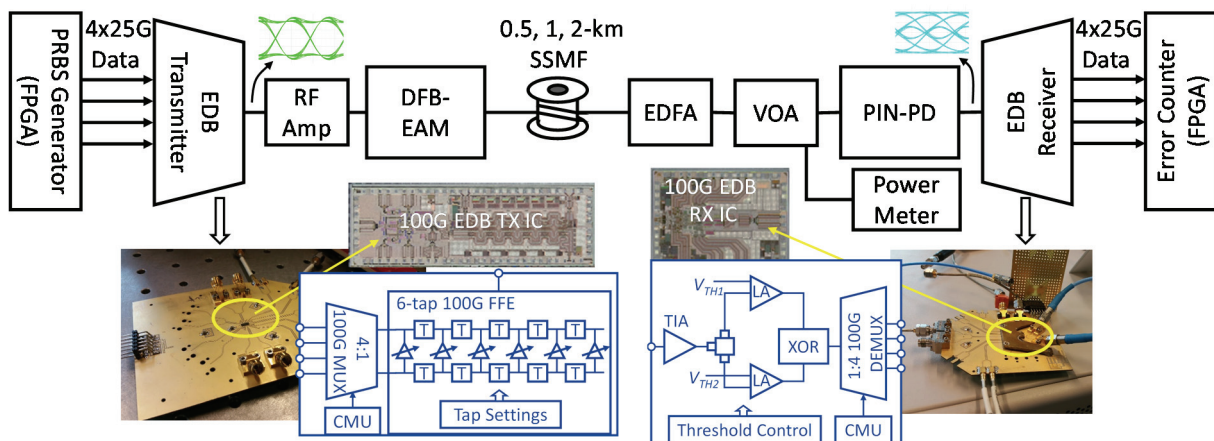 PRBS Generator
(FPGA)
4x25G
Data
EDB
Transmitter
RF
Amp
DFB-
EAM
0.5, 1, 2-km
SSMF
EDFA
VOA
PIN-PD
Power
Meter
EDB
Receiver
4x25G
Data
Error Counter
(FPGA)
100G EDB TX IC
100G EDB
RX IC
4:1
100G MUX
CMU
6-tap 100G FFE
T T T T T
T T T T T
Tap Settings
TIA
VTH1
LA
VTH2
LA
XOR
1:4 100G
DEMUX
Threshold Control
CMU